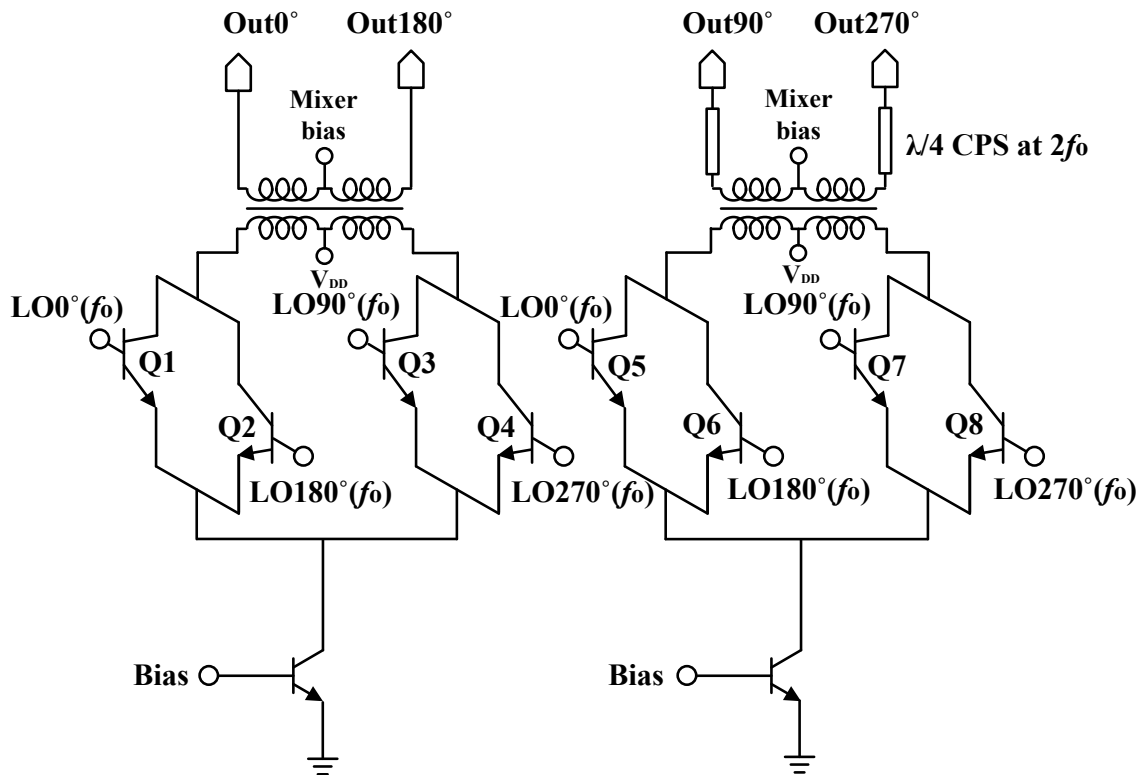 Out0˚ Out180˚ Out90˚ Out270˚
Mixer bias
Mixer bias
λ/4 CPS at 2fo
VDD
VDD
LO0˚(fo) LO90˚(fo) LO0˚(fo) LO90˚(fo)
Q1 Q3 Q5 Q7
Q2 Q4 Q6 Q8
LO180˚(fo) LO270˚(fo) LO180˚(fo) LO270˚(fo)
Bias Bias